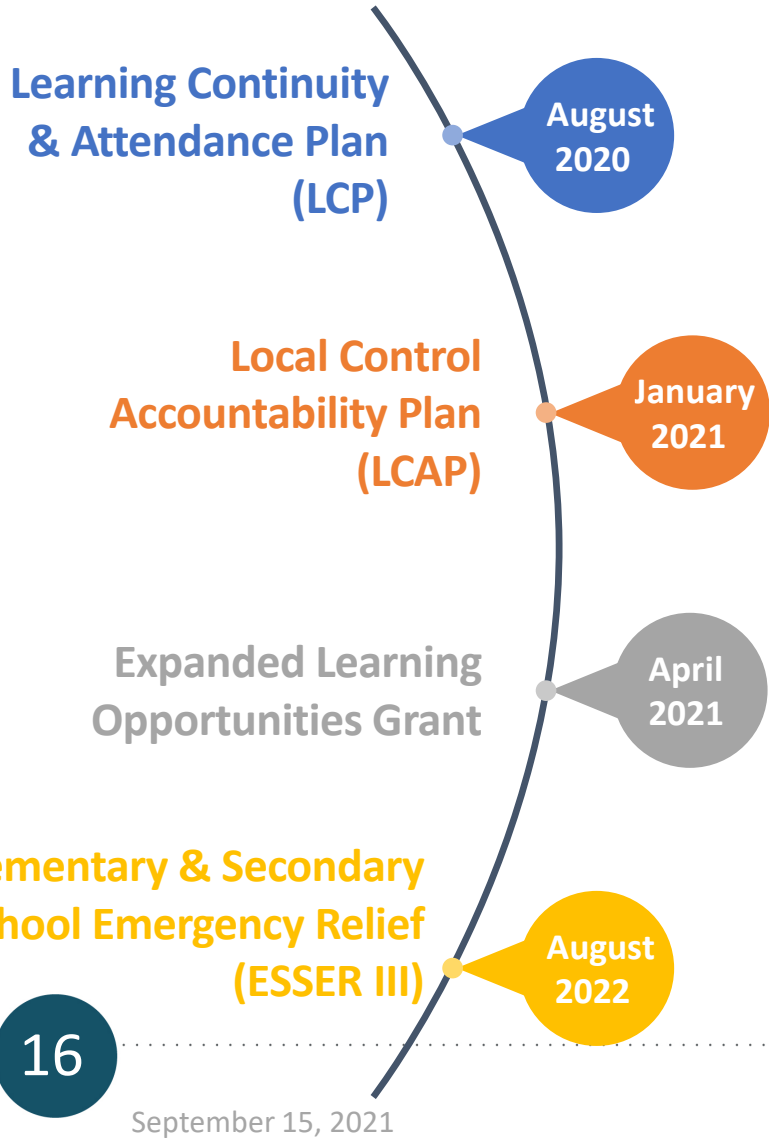 Learning Continuity
& Attendance Plan
(LCP)
August
2020
Local Control
Accountability Plan
(LCAP)
January
2021
Expanded Learning
Opportunities Grant
April
2021
ementary & Secondary
hool Emergency Relief
(ESSER III)
August
2022
16
September 15, 2021